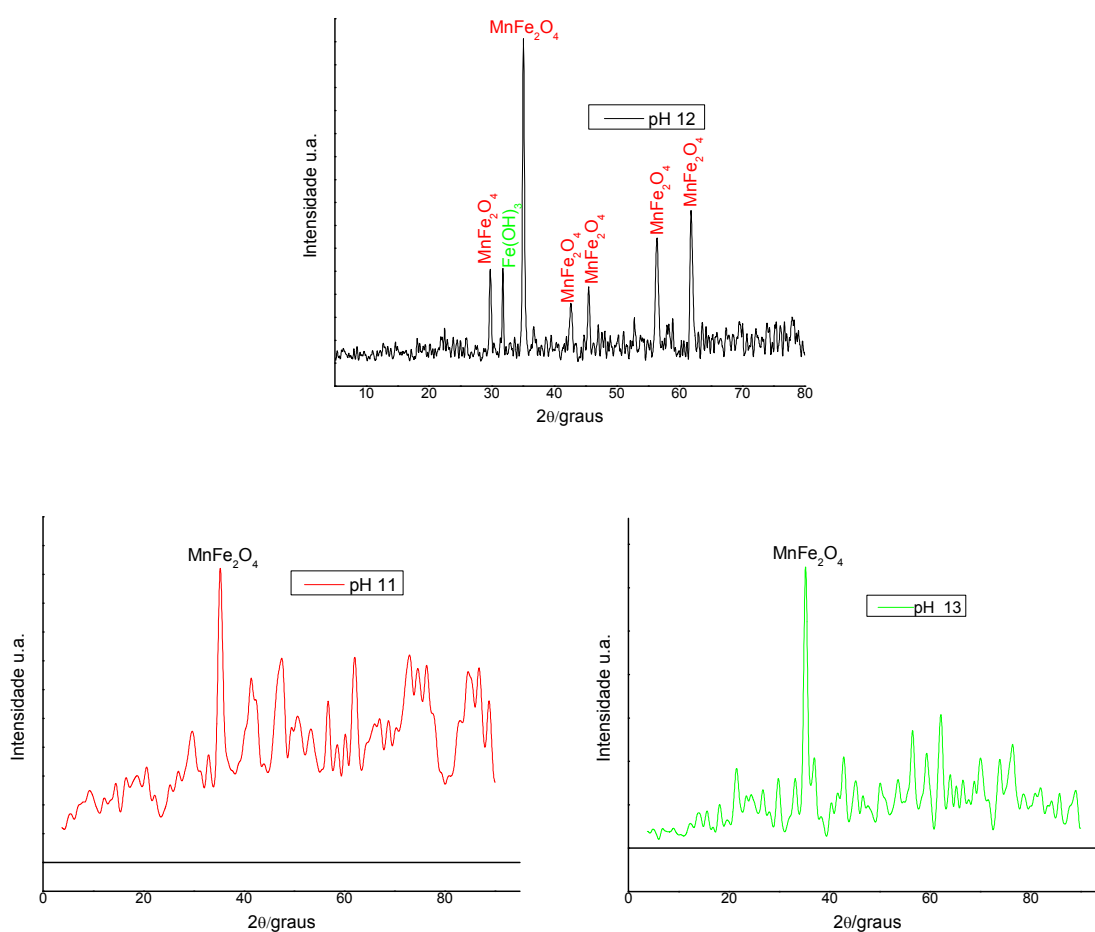 MnFe₂O₄
pH 12
MnFe₂O₄
Fe(OH)₃
MnFe₂O₄
MnFe₂O₄
MnFe₂O₄
MnFe₂O₄
Intensidade u.a.
10 20 30 40 50 60 70 80
2θ/graus
MnFe₂O₄
pH 11
Intensidade u.a.
0 20 40 60 80
2θ/graus
MnFe₂O₄
pH 13
Intensidade u.a.
0 20 40 60 80
2θ/graus